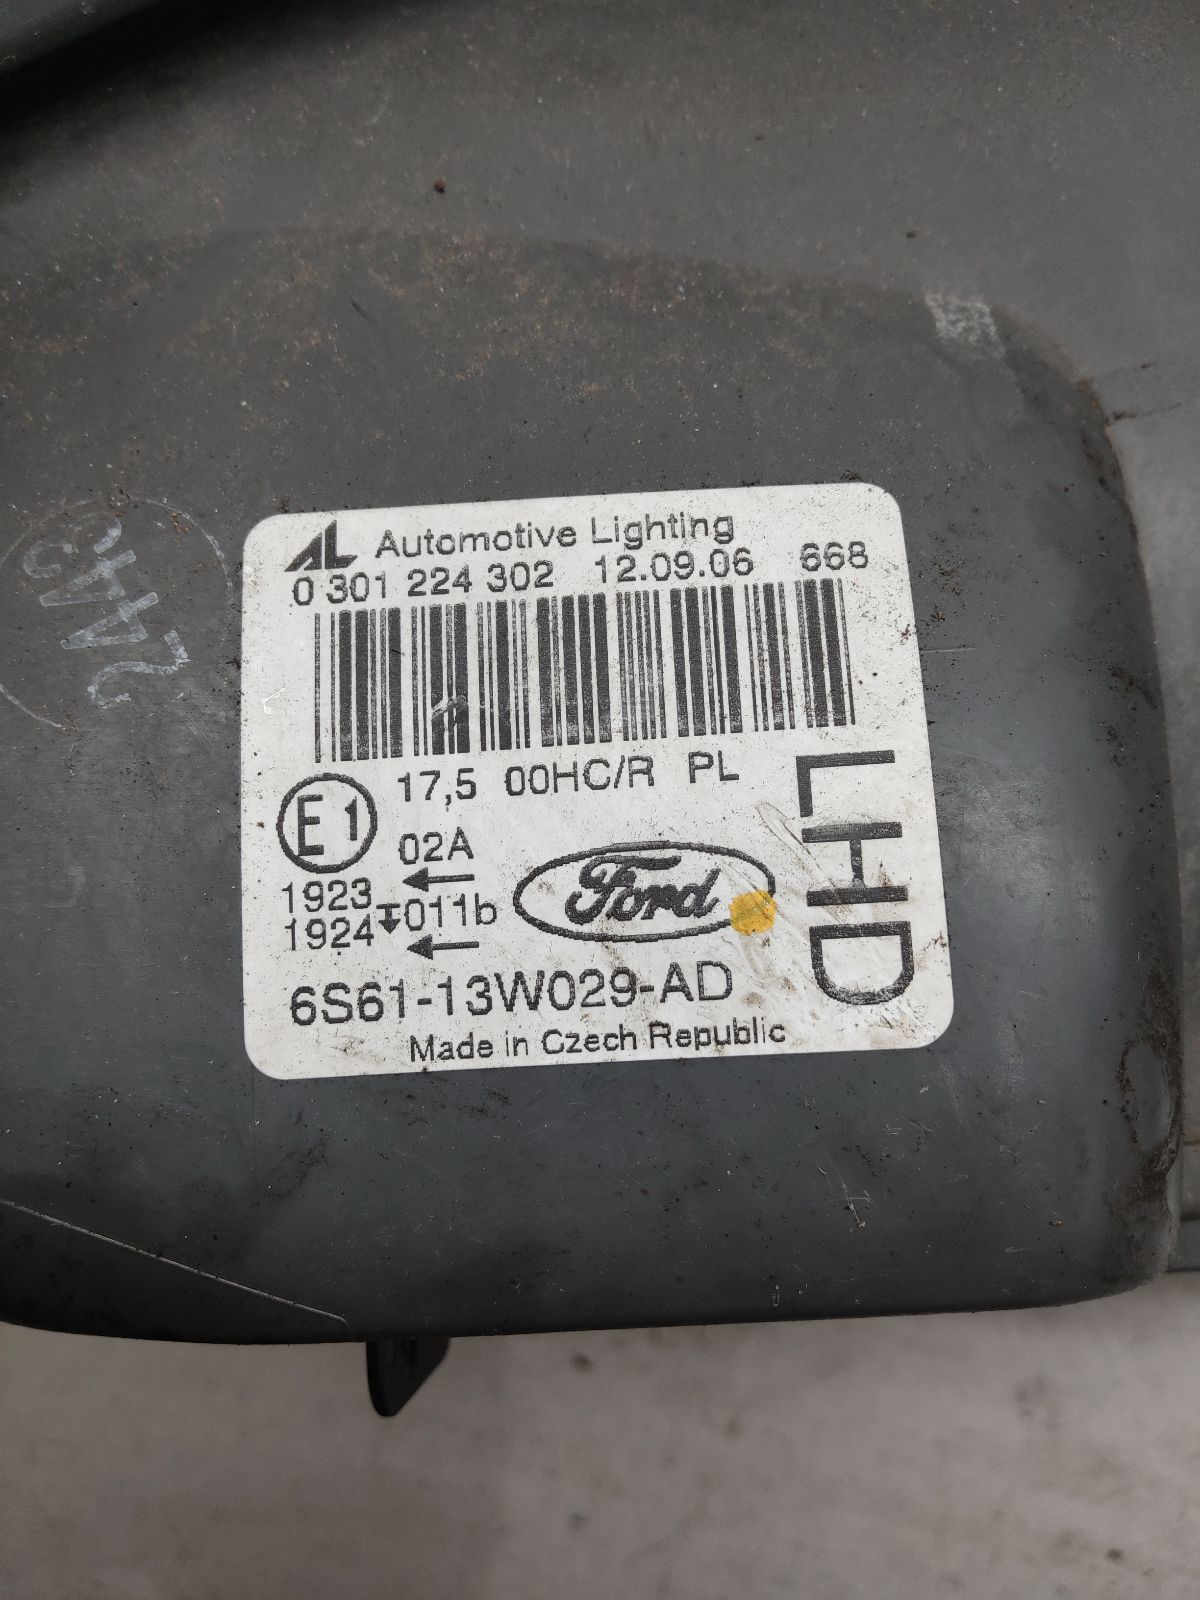 AL Automotive Lighting
0 301 224 302 12.09.06 668
17,5 00HC/R PL
E1
02A
←
1923
1924 011b
←
Ford
LHD
6S61-13W029-AD
Made in Czech Republic